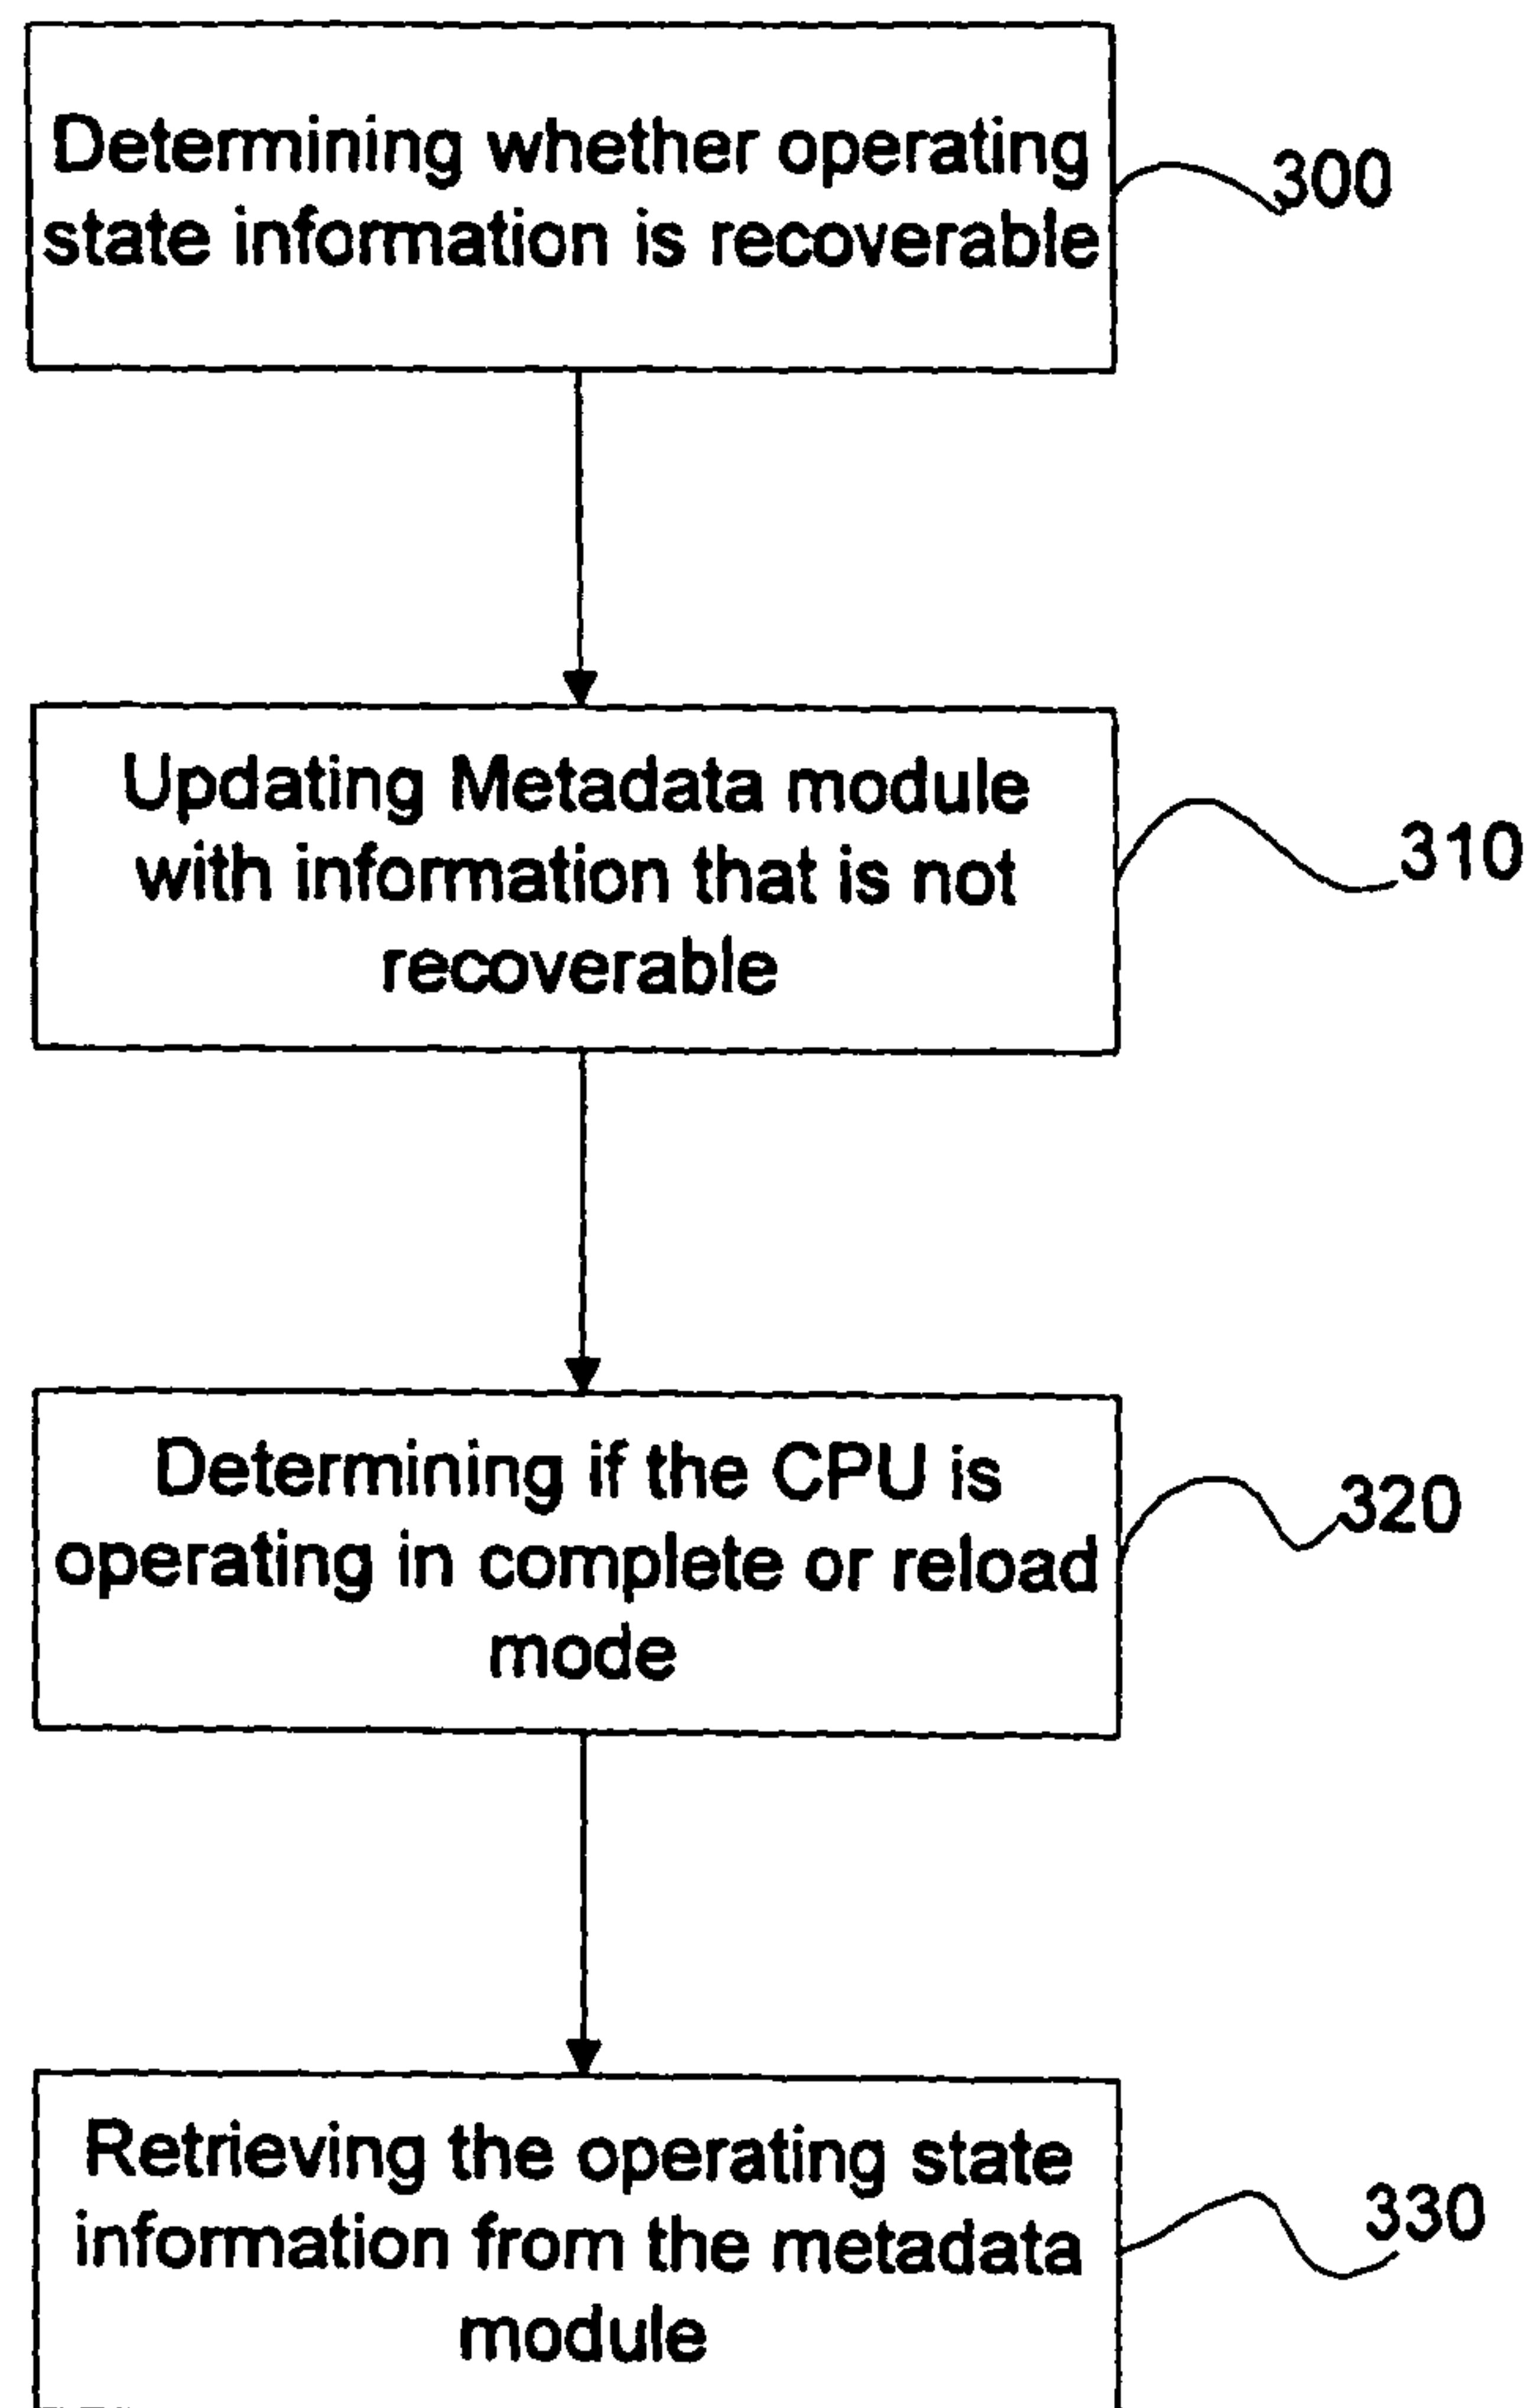 Determining whether operating
state information is recoverable
300
Updating Metadata module
with information that is not
recoverable
310
Determining if the CPU is
operating in complete or reload
mode
320
Retrieving the operating state
information from the metadata
module
330